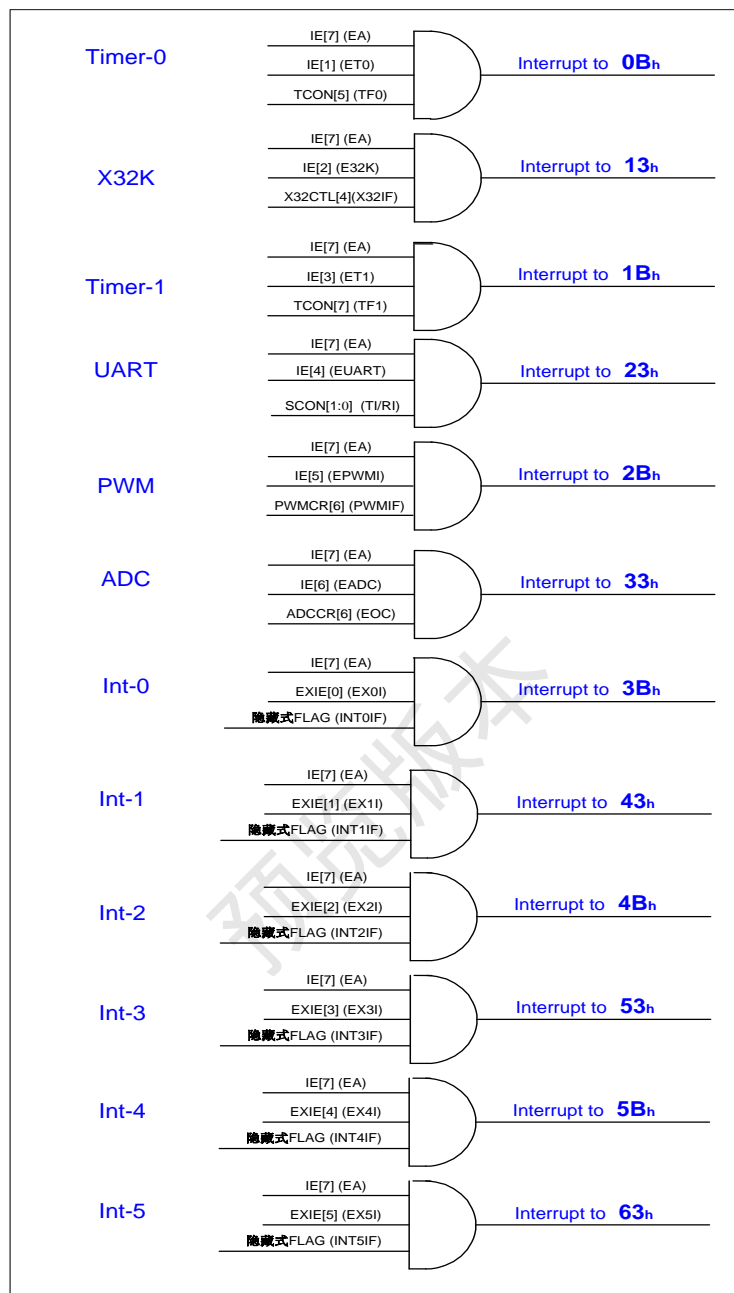 IE[7] (EA)
Timer-0
IE[1] (ET0)
Interrupt to 0Bh
TCON[5] (TF0)
IE[7] (EA)
X32K
IE[2] (E32K)
Interrupt to 13h
X32CTL[4](X32IF)
IE[7] (EA)
Timer-1
IE[3] (ET1)
Interrupt to 1Bh
TCON[7] (TF1)
IE[7] (EA)
UART
IE[4] (EUART)
Interrupt to 23h
SCON[1:0] (TI/RI)
IE[7] (EA)
PWM
IE[5] (EPWMI)
Interrupt to 2Bh
PWMCR[6] (PWMIF)
IE[7] (EA)
ADC
IE[6] (EADC)
Interrupt to 33h
ADCCR[6] (EOC)
IE[7] (EA)
Int-0
EXIE[0] (EX0I)
Interrupt to 3Bh
隐藏式FLAG (INT0IF)
IE[7] (EA)
Int-1
EXIE[1] (EX1I)
Interrupt to 43h
隐藏式FLAG (INT1IF)
IE[7] (EA)
Int-2
EXIE[2] (EX2I)
Interrupt to 4Bh
隐藏式FLAG (INT2IF)
IE[7] (EA)
Int-3
EXIE[3] (EX3I)
Interrupt to 53h
隐藏式FLAG (INT3IF)
IE[7] (EA)
Int-4
EXIE[4] (EX4I)
Interrupt to 5Bh
隐藏式FLAG (INT4IF)
IE[7] (EA)
Int-5
EXIE[5] (EX5I)
Interrupt to 63h
隐藏式FLAG (INT5IF)
预览版本